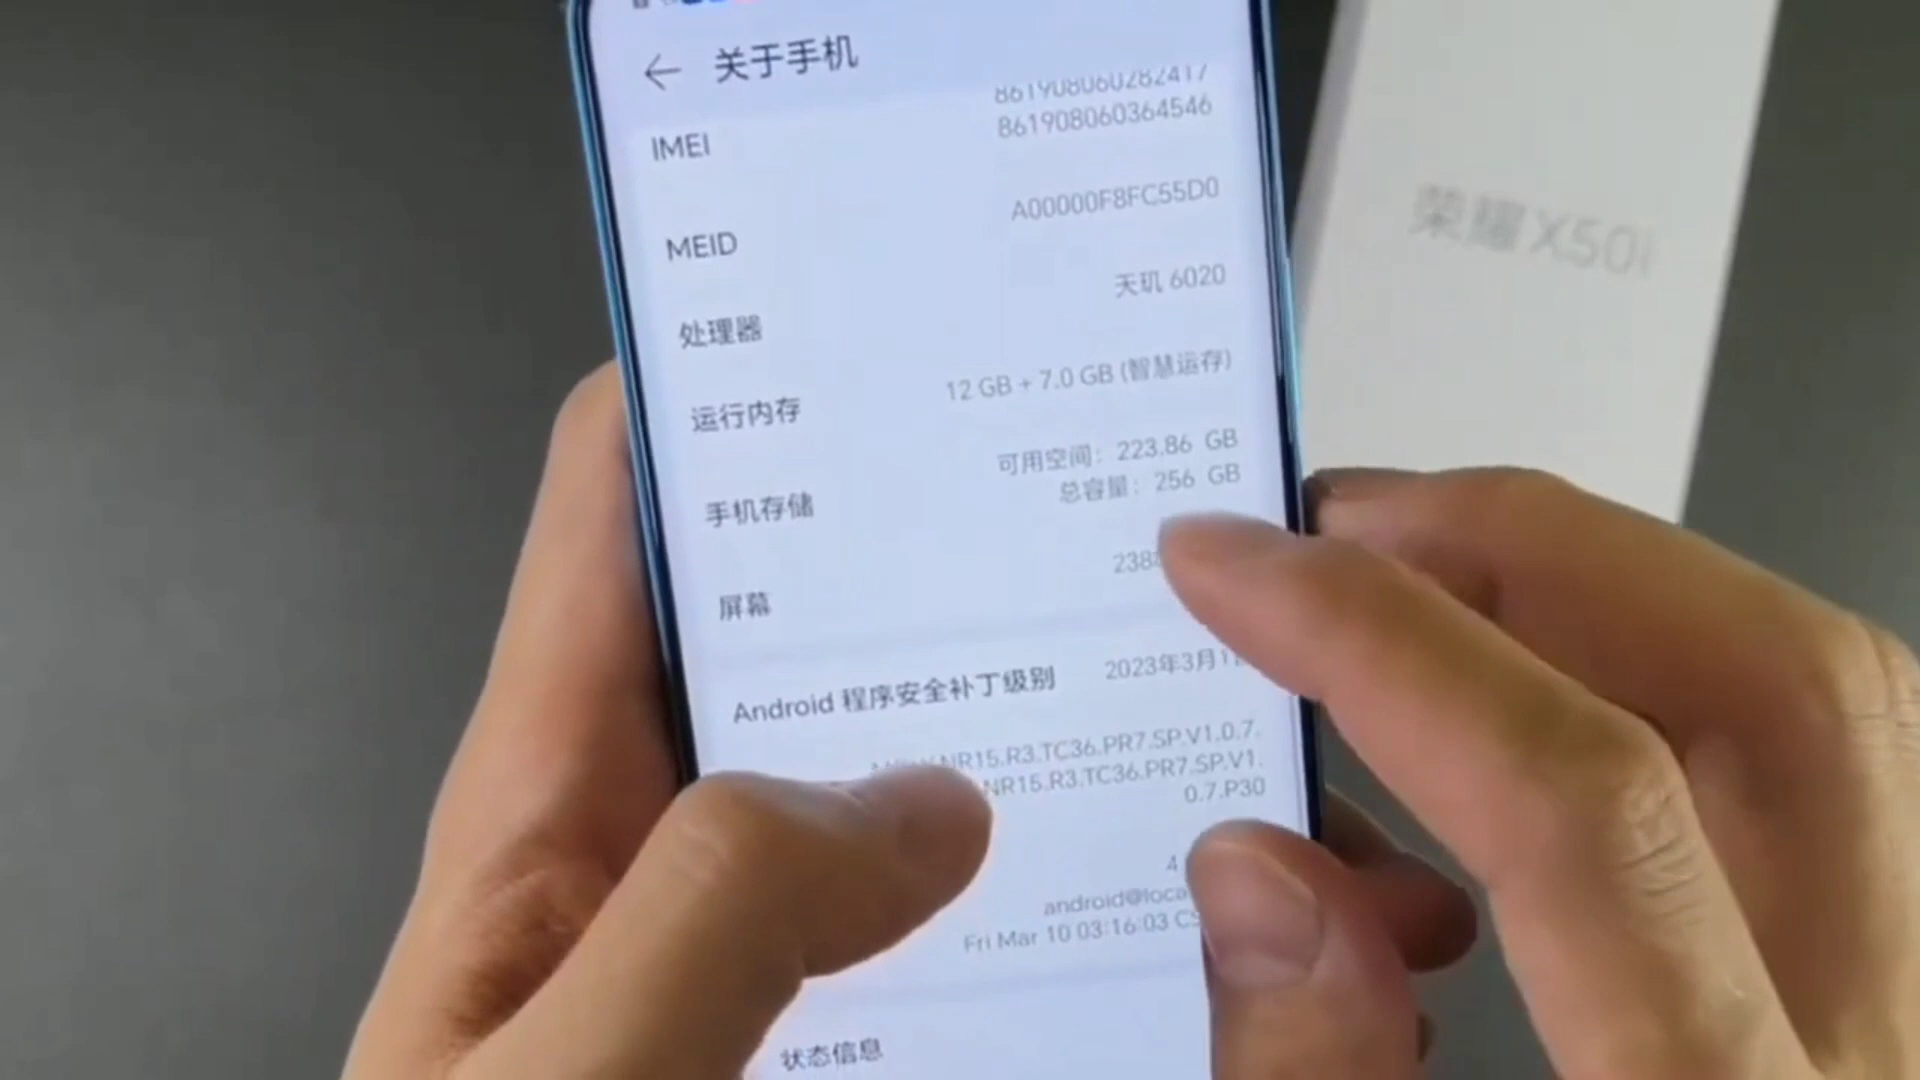 关于手机
861908060282417
IMEI
861908060364546
A00000F8FC55D0
MEID
天玑 6020
处理器
12 GB + 7.0 GB (智慧运存)
运行内存
可用空间：223.86 GB
总容量：256 GB
手机存储
238
屏幕
Android 程序安全补丁级别
2023年3月1
NR15.R3.TC36.PR7.SP.V1.0.7.
NR15.R3.TC36.PR7.SP.V1.
0.7.P30
4
android@loca
Fri Mar 10 03:16:03 CS
状态信息
荣耀X50i